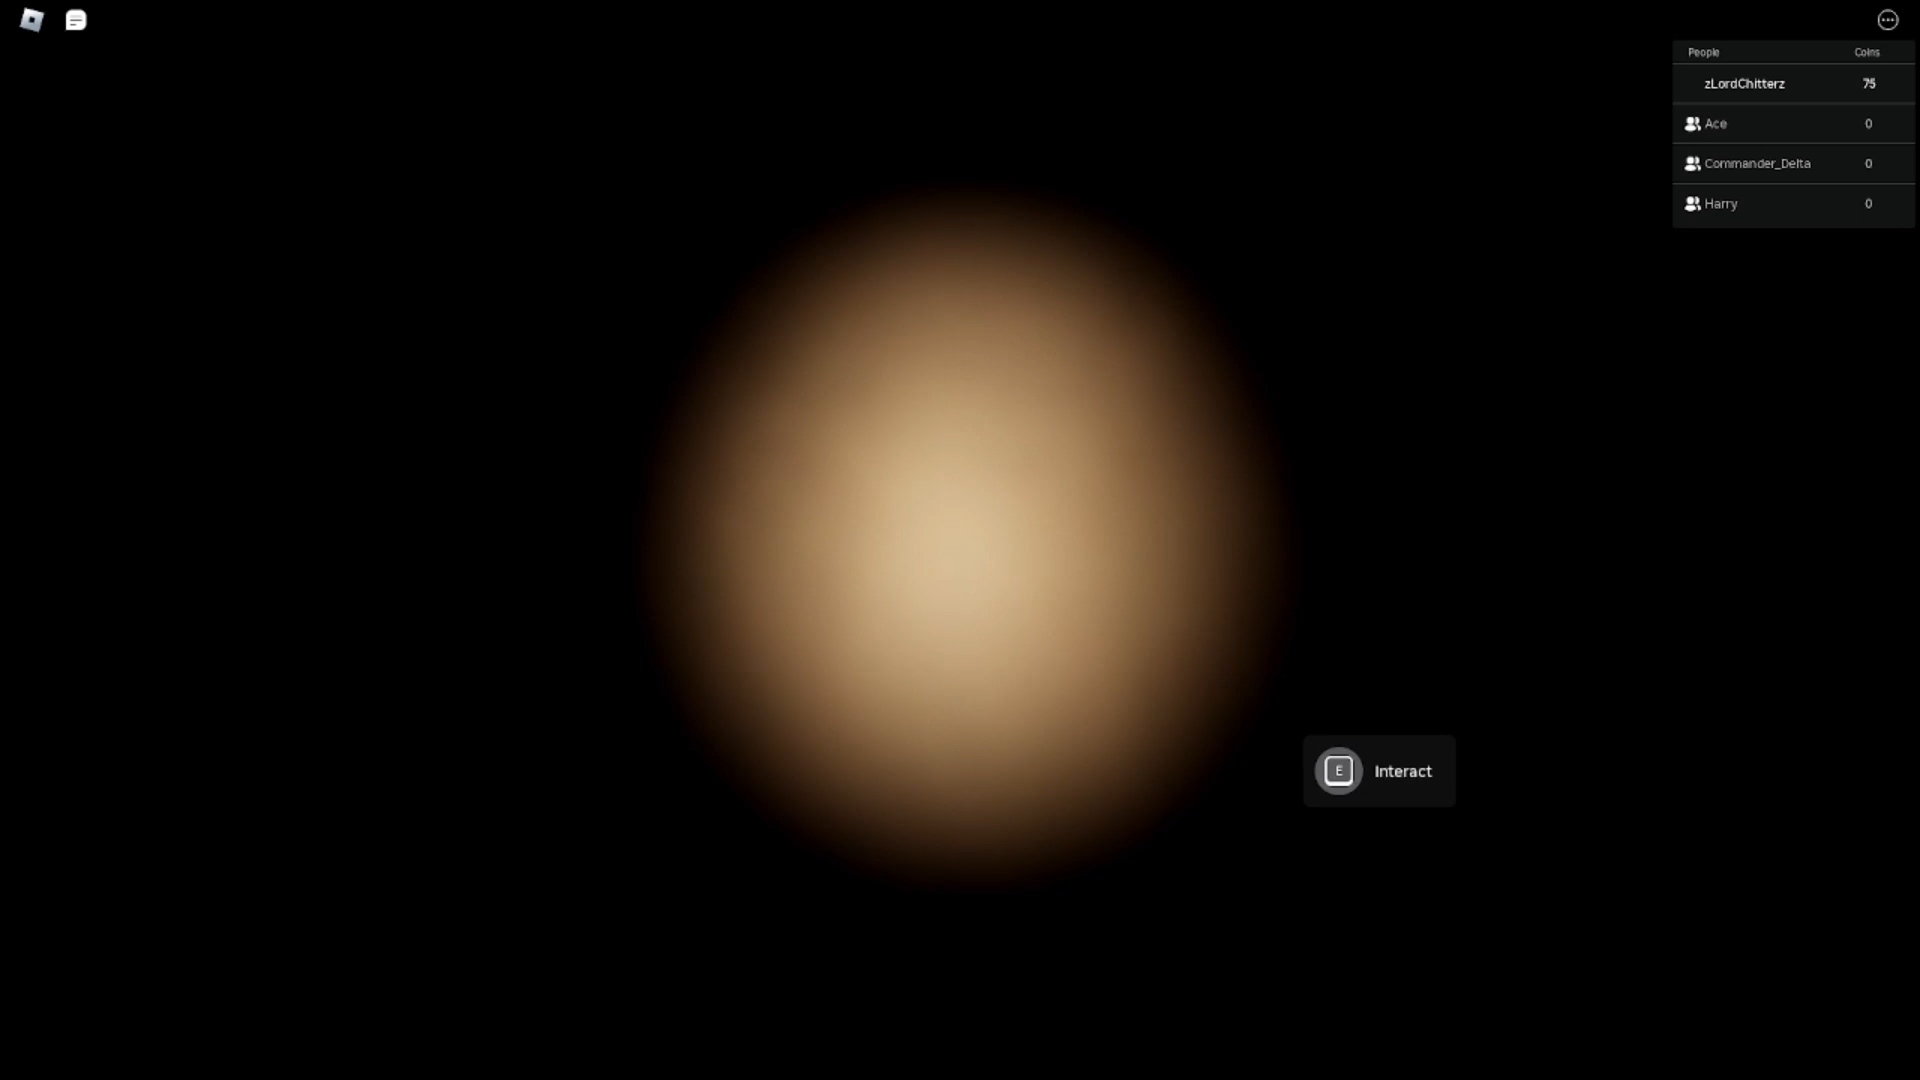 People Coins
zLordChitterz 75
Ace 0
Commander_Delta 0
Harry 0
E Interact